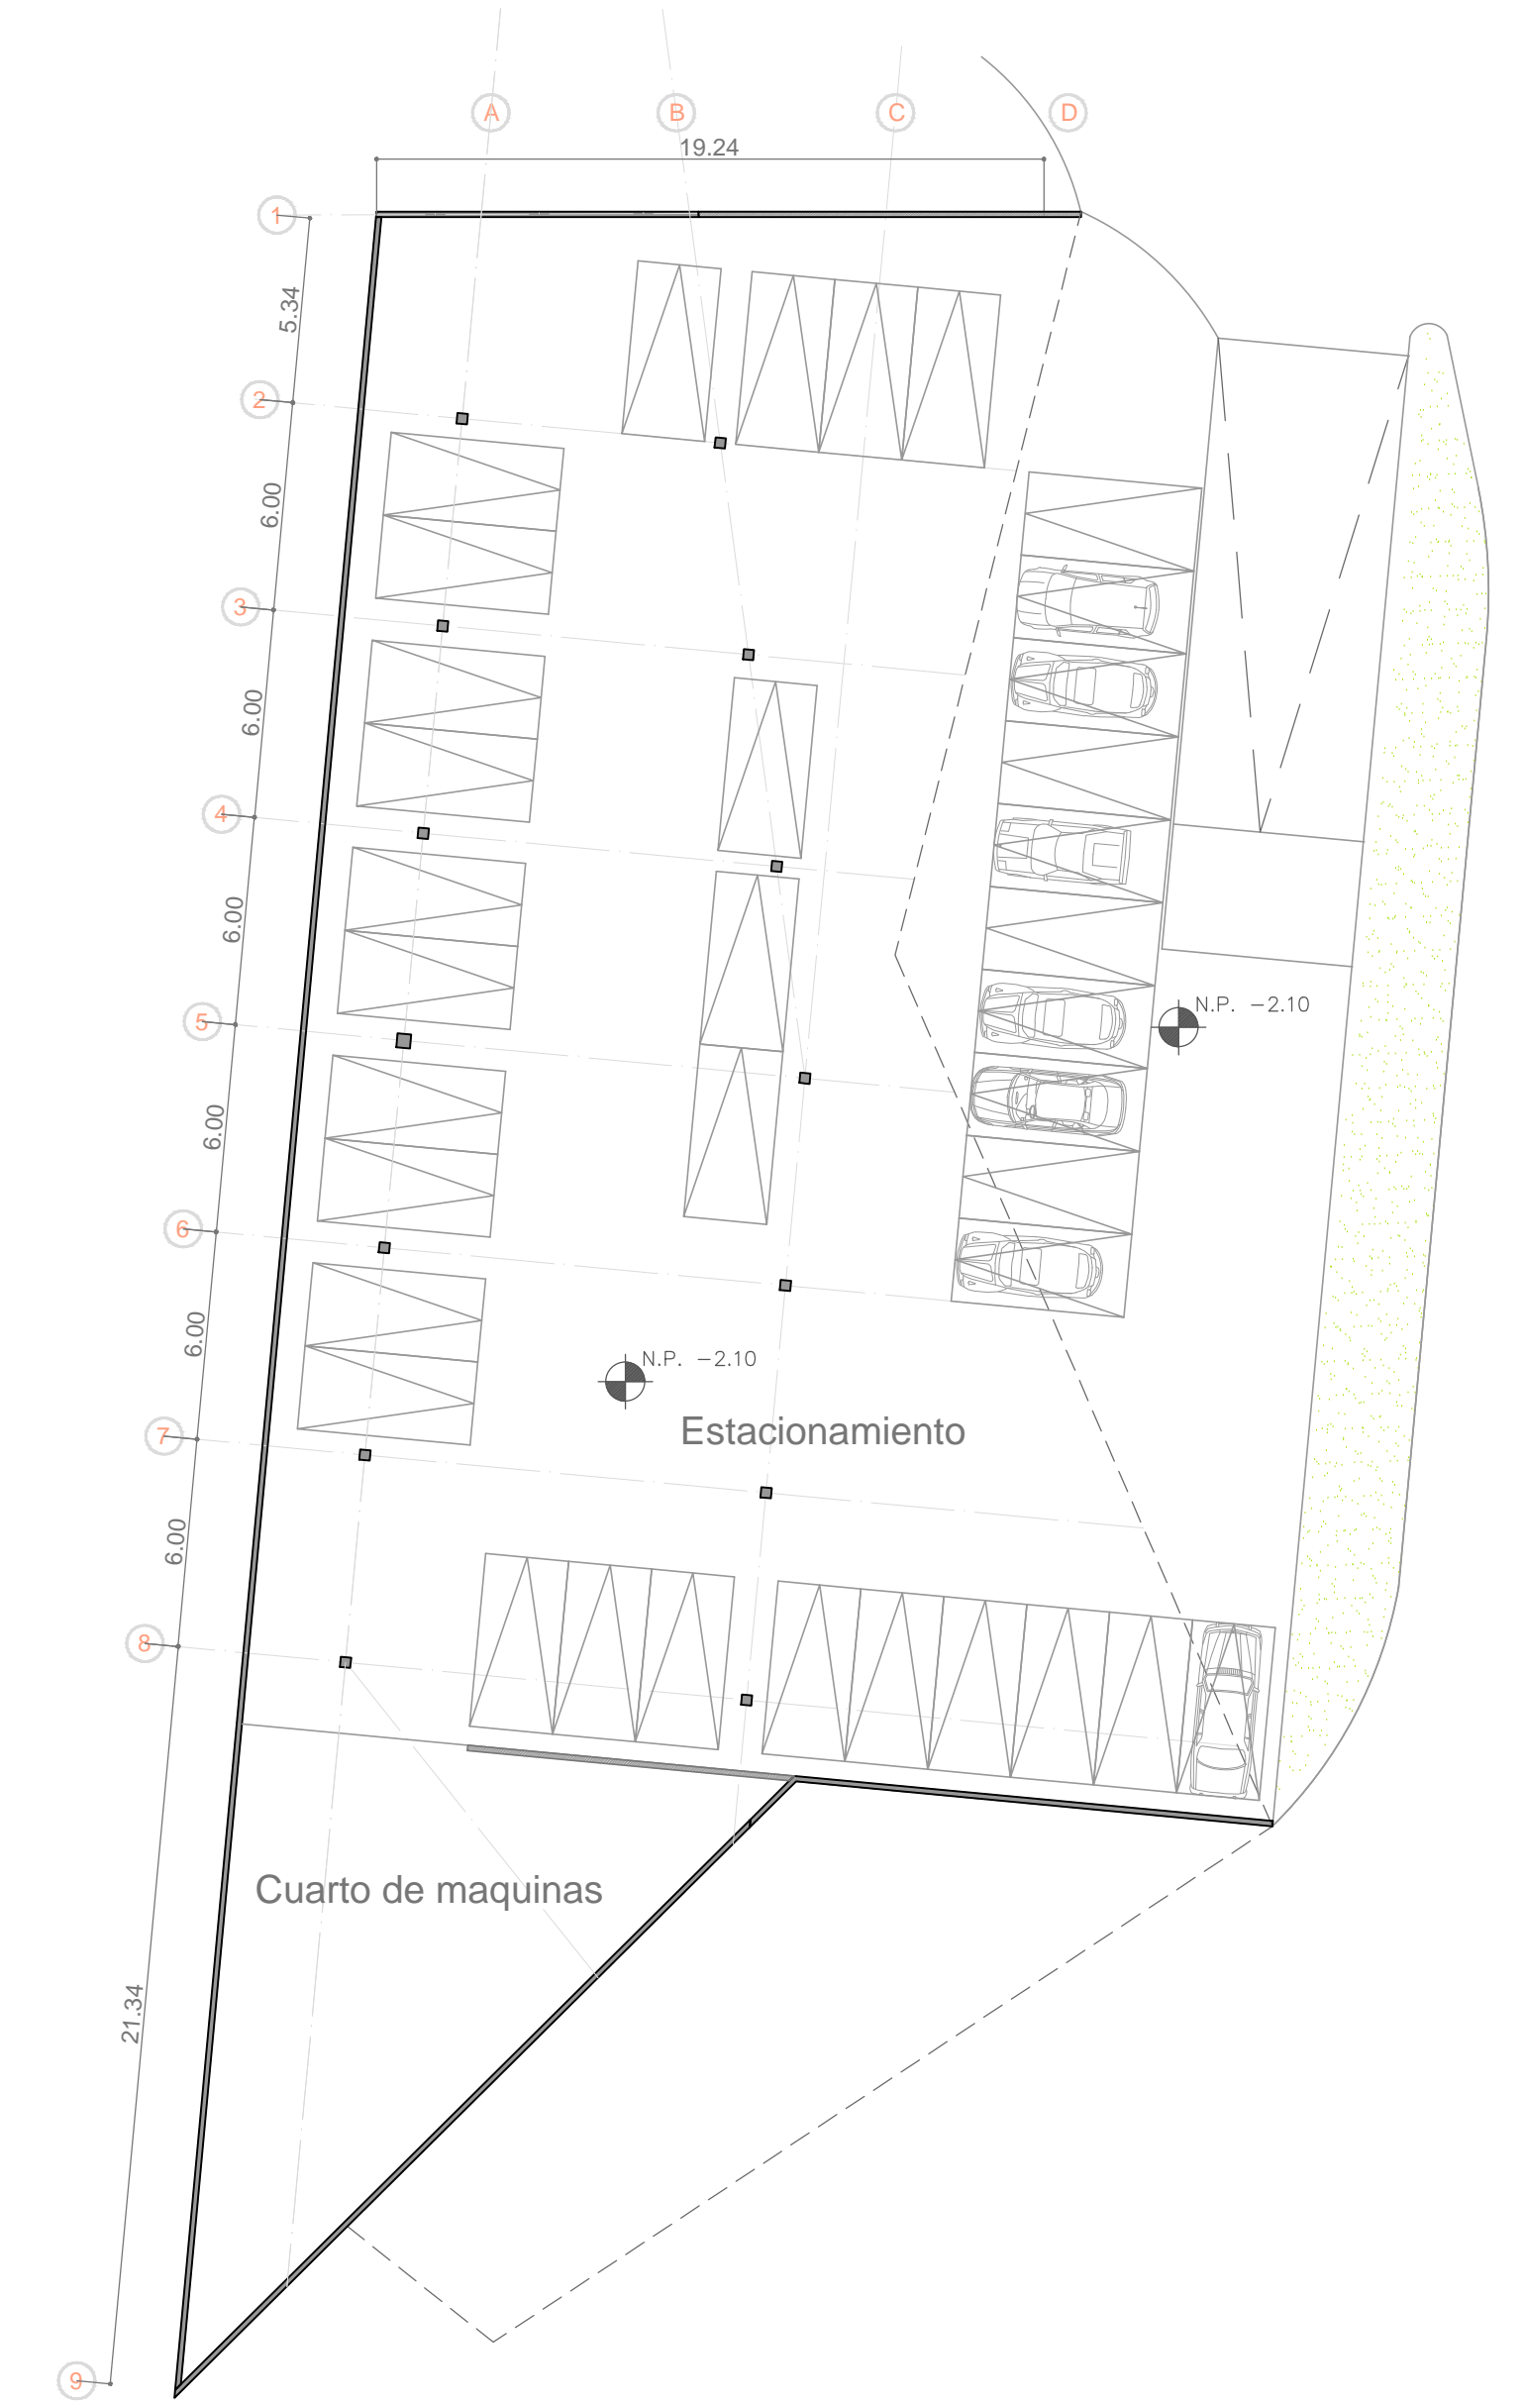 A
B
C
D
19.24
1
5.34
2
6.00
3
6.00
4
6.00
5
N.P. -2.10
6.00
6
6.00
N.P. -2.10
Estacionamiento
7
6.00
8
Cuarto de maquinas
21.34
9